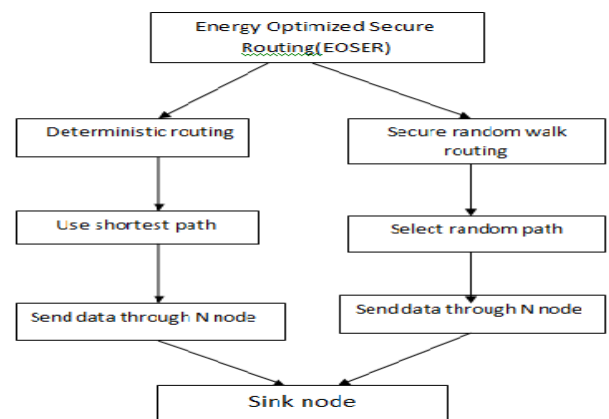 Energy Optimized Secure
Routing(EOSER)
Deterministic routing
Secure random walk
routing
Use shortest path
Select random path
Send data through N node
Send data through N node
Sink node